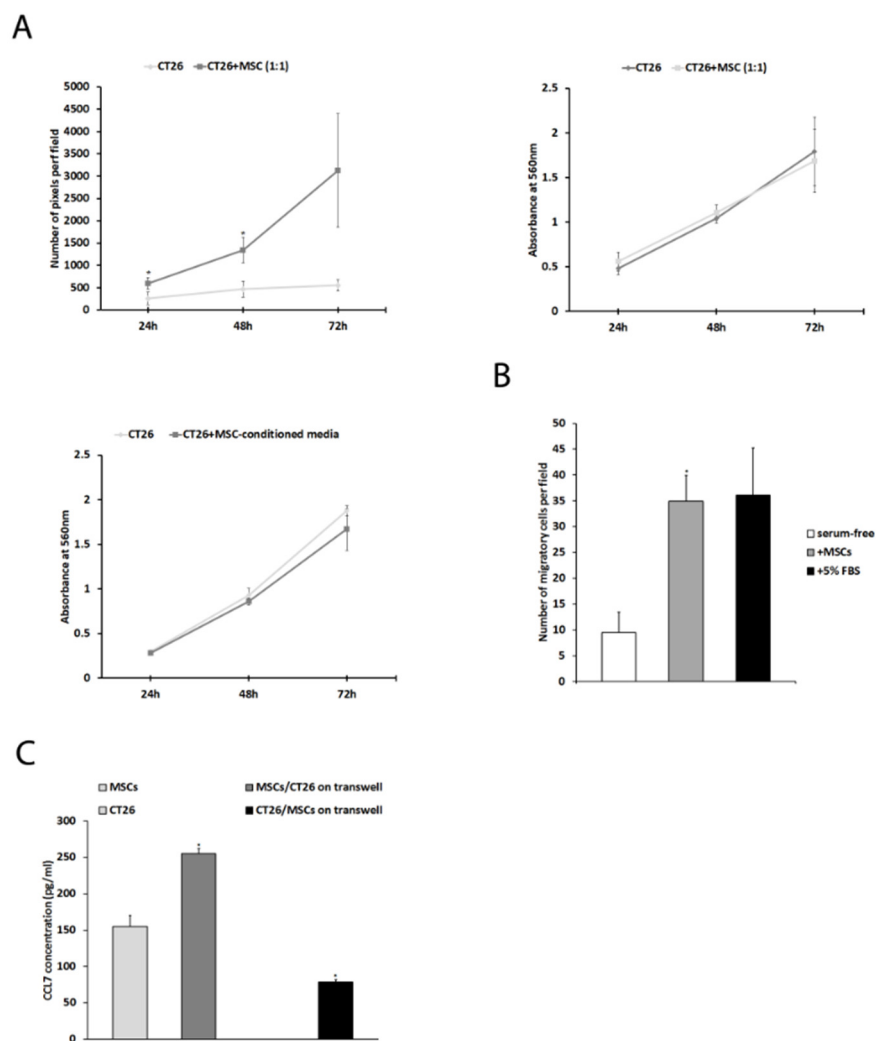 A
CT26 CT26+MSC (1:1)
Number of pixels perf field
5000
4500
4000
3500
3000
2500
2000
1500
1000
500
0
*
*
24h 48h 72h
CT26 CT26+MSC (1:1)
Absorbance at 560nm
2.5
2
1.5
1
0.5
0
24h 48h 72h
CT26 CT26+MSC-conditioned media
Absorbance at 560nm
2.5
2
1.5
1
0.5
0
24h 48h 72h
B
Number of migratory cells per field
50
45
40
35
30
25
20
15
10
5
0
*
serum-free
+MSCs
+5% FBS
C
MSCs MSCs/CT26 on transwell
CT26 CT26/MSCs on transwell
CCL7 concentration (pg/ml)
300
250
200
150
100
50
0
*
*